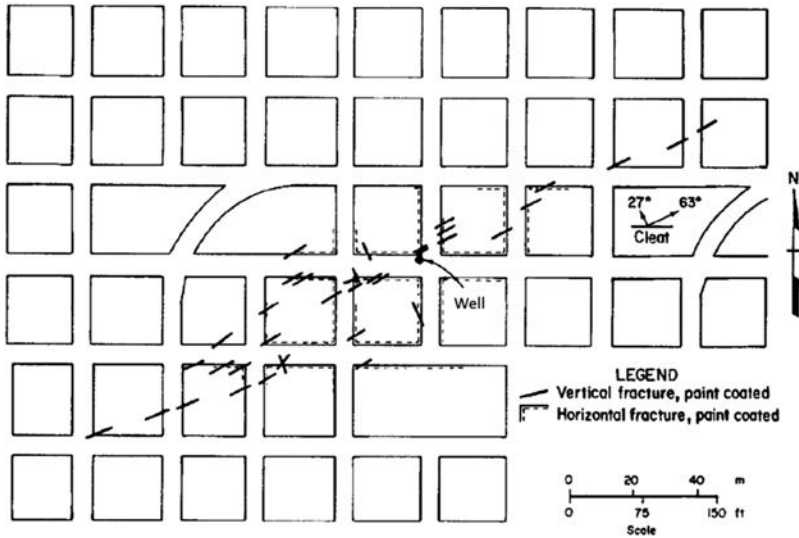 N
27° 63°
Cleat
Well
LEGEND
Vertical fracture, paint coated
Horizontal fracture, paint coated
0 20 40 m
0 75 150 ft
Scale